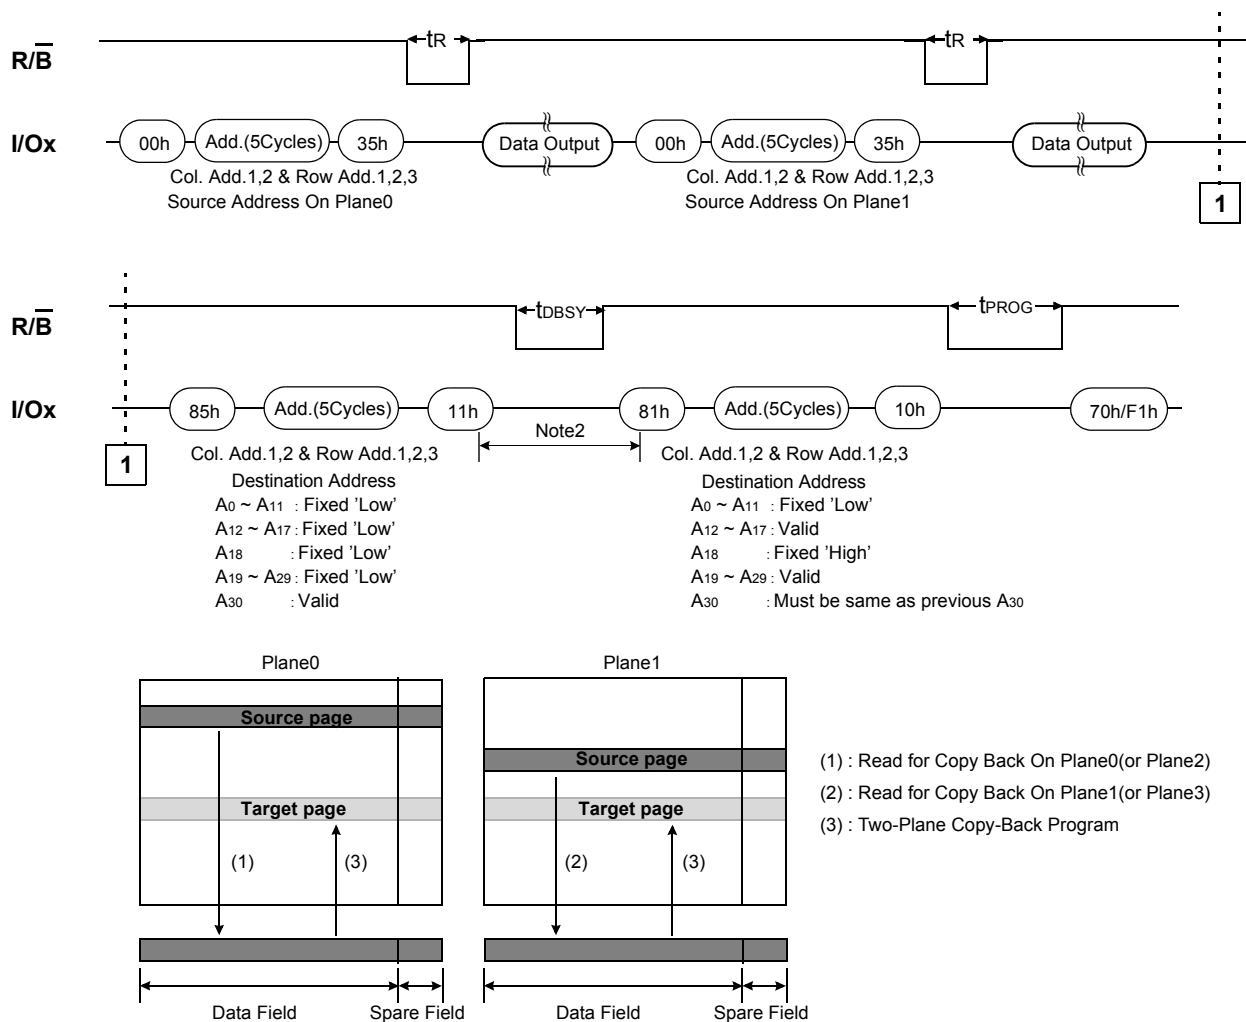 R/B tR tR
I/Ox 00h Add.(5Cycles) 35h Data Output 00h Add.(5Cycles) 35h Data Output
Col. Add.1,2 & Row Add.1,2,3 Col. Add.1,2 & Row Add.1,2,3
Source Address On Plane0 Source Address On Plane1
1
R/B tDBSY tPROG
I/Ox 85h Add.(5Cycles) 11h 81h Add.(5Cycles) 10h 70h/F1h
Note2
1
Col. Add.1,2 & Row Add.1,2,3 Col. Add.1,2 & Row Add.1,2,3
Destination Address Destination Address
A0 ~ A11 : Fixed 'Low' A0 ~ A11 : Fixed 'Low'
A12 ~ A17 : Fixed 'Low' A12 ~ A17 : Valid
A18 : Fixed 'Low' A18 : Fixed 'High'
A19 ~ A29 : Fixed 'Low' A19 ~ A29 : Valid
A30 : Valid A30 : Must be same as previous A30
Plane0 Plane1
Source page
Source page
Target page Target page
(1) (3) (2) (3)
(1) : Read for Copy Back On Plane0(or Plane2)
(2) : Read for Copy Back On Plane1(or Plane3)
(3) : Two-Plane Copy-Back Program
Data Field Spare Field Data Field Spare Field